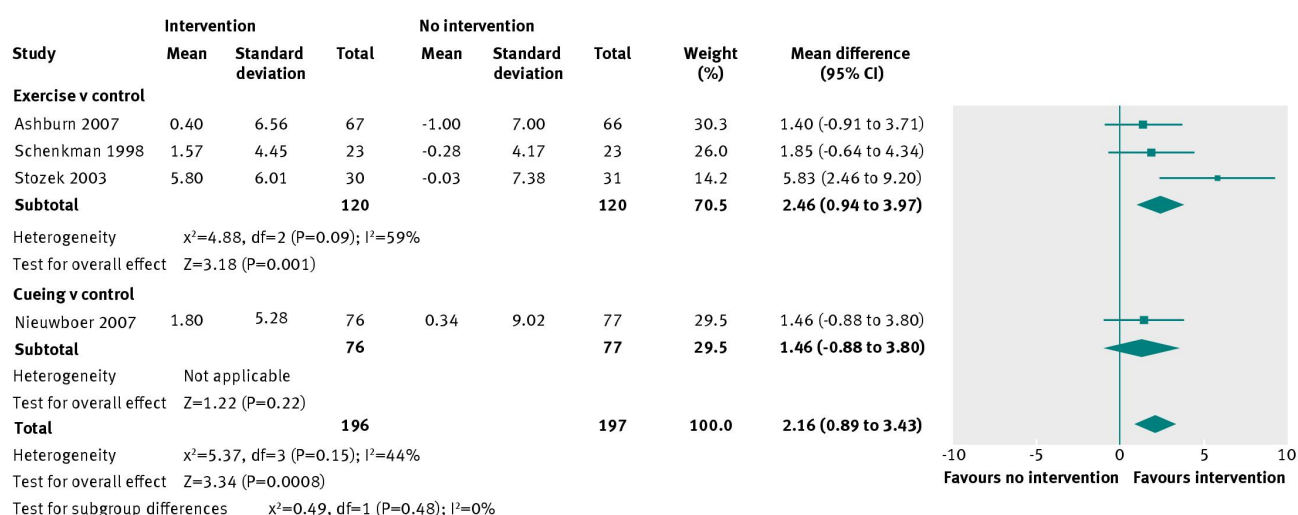 Intervention No intervention
Study Mean Standard deviation Total Mean Standard deviation Total Weight (%) Mean difference (95% CI)
Exercise v control
Ashburn 2007 0.40 6.56 67 -1.00 7.00 66 30.3 1.40 (-0.91 to 3.71)
Schenkman 1998 1.57 4.45 23 -0.28 4.17 23 26.0 1.85 (-0.64 to 4.34)
Stozek 2003 5.80 6.01 30 -0.03 7.38 31 14.2 5.83 (2.46 to 9.20)
Subtotal 120 120 70.5 2.46 (0.94 to 3.97)
Heterogeneity x²=4.88, df=2 (P=0.09); I²=59%
Test for overall effect Z=3.18 (P=0.001)
Cueing v control
Nieuwboer 2007 1.80 5.28 76 0.34 9.02 77 29.5 1.46 (-0.88 to 3.80)
Subtotal 76 77 29.5 1.46 (-0.88 to 3.80)
Heterogeneity Not applicable
Test for overall effect Z=1.22 (P=0.22)
Total 196 197 100.0 2.16 (0.89 to 3.43)
Heterogeneity x²=5.37, df=3 (P=0.15); I²=44%
Test for overall effect Z=3.34 (P=0.0008)
Test for subgroup differences x²=0.49, df=1 (P=0.48); I²=0%
-10 -5 0 5 10
Favours no intervention Favours intervention